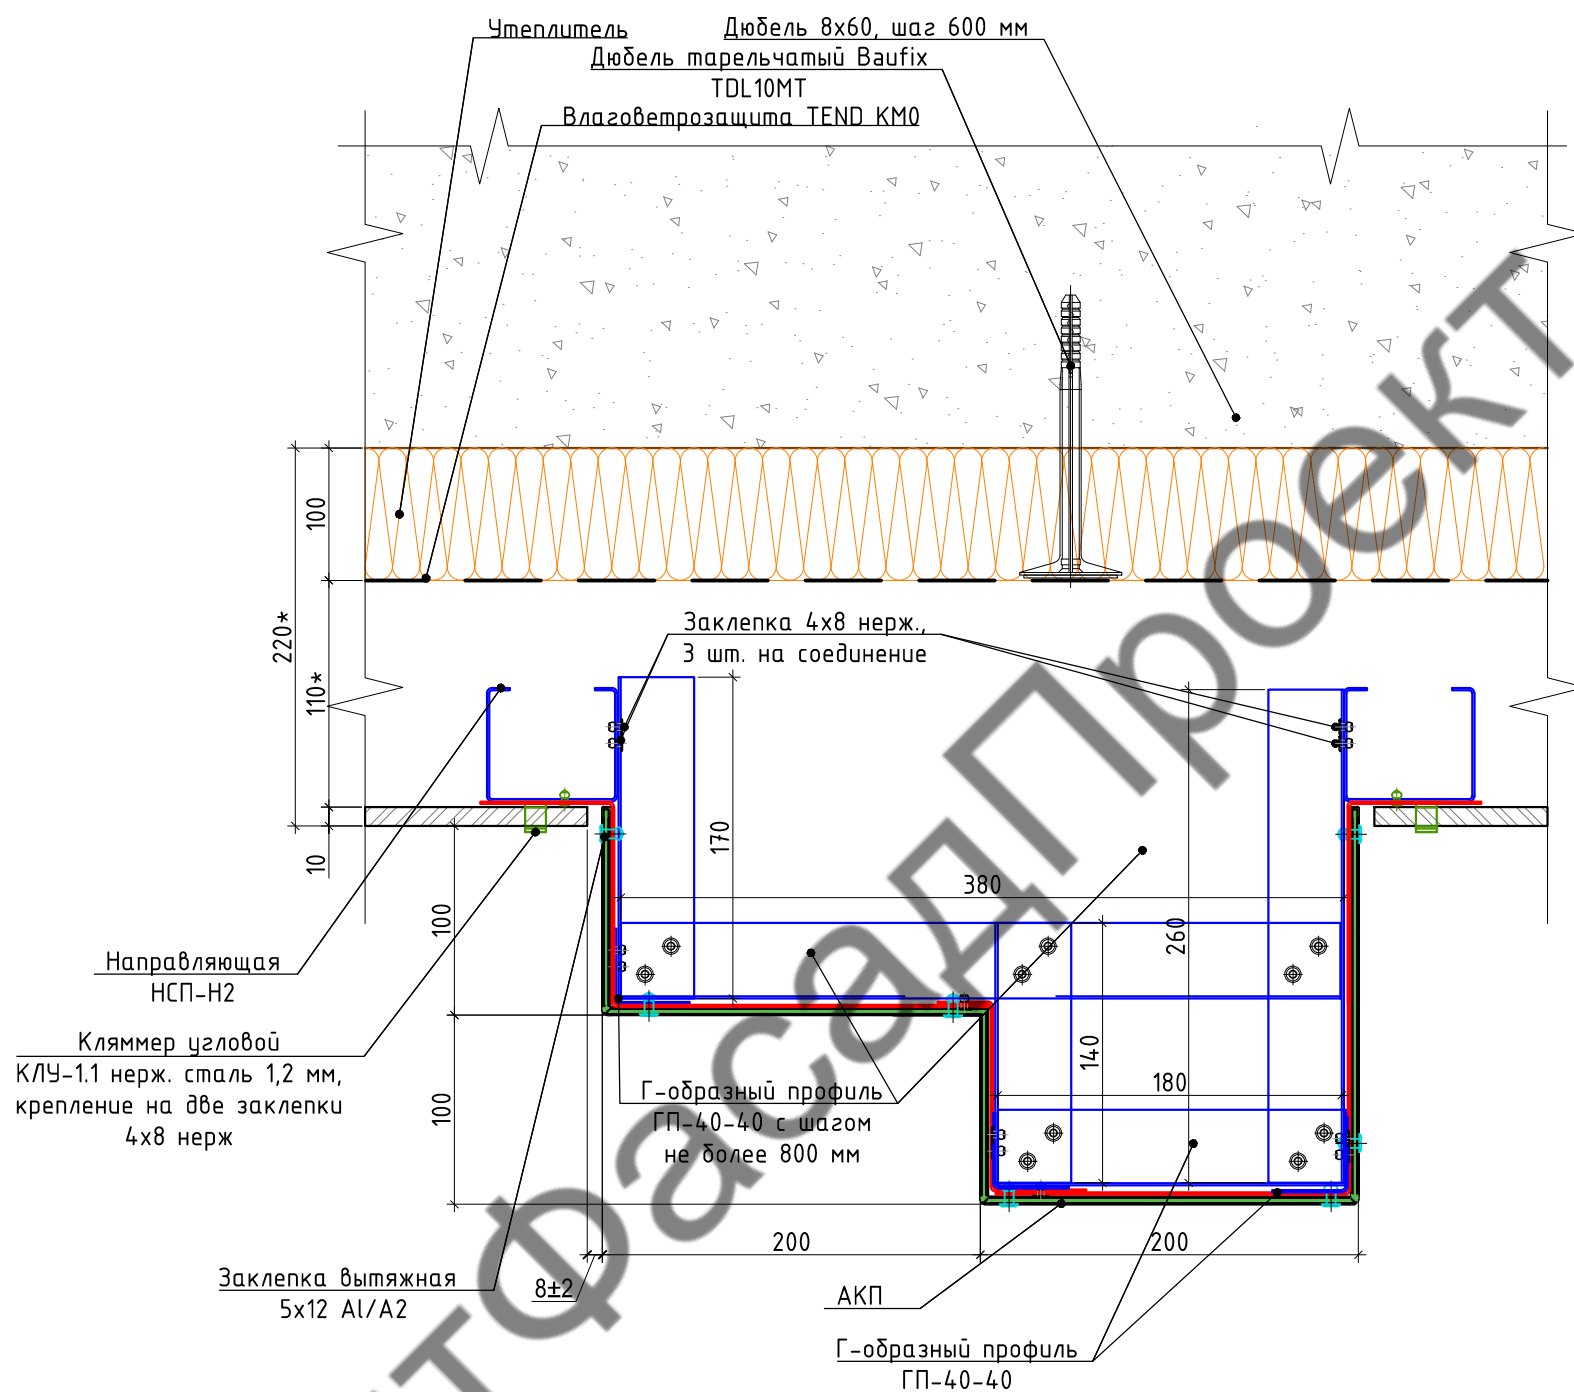 Утеплитель
Дюбель 8х60, шаг 600 мм
Дюбель тарельчатый Baufix
TDL10MT
Влаговетрозащита TEND КМ0
100
220*
110*
10
Заклепка 4х8 нерж.,
3 шт. на соединение
170
380
260
100
140
180
100
Направляющая
НСП-Н2
Кляммер угловой
КЛУ-1.1 нерж. сталь 1,2 мм,
крепление на две заклепки
4х8 нерж
Г-образный профиль
ГП-40-40 с шагом
не более 800 мм
200
200
8±2
Заклепка вытяжная
5х12 Al/A2
АКП
Г-образный профиль
ГП-40-40
тФасадПроект